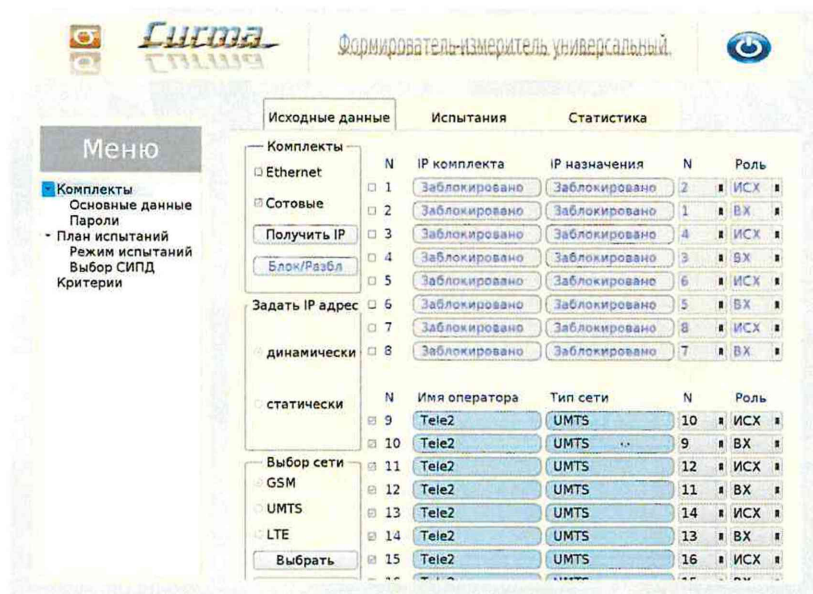 Сигма
Формирователь-измеритель универсальный
Исходные данные Испытания Статистика
Меню
Комплекты
Основные данные
Пароли
План испытаний
Режим испытаний
Выбор СИПД
Критерии
Комплекты
Ethernet
Сотовые
Получить IP
Блок/Разбл
Задать IP адрес
динамически
статически
Выбор сети
GSM
UMTS
LTE
Выбрать
N IP комплекта IP назначения N Роль
1 Заблокировано Заблокировано 2 ИСХ
2 Заблокировано Заблокировано 1 ВХ
3 Заблокировано Заблокировано 4 ИСХ
4 Заблокировано Заблокировано 3 ВХ
5 Заблокировано Заблокировано 6 ИСХ
6 Заблокировано Заблокировано 5 ВХ
7 Заблокировано Заблокировано 8 ИСХ
8 Заблокировано Заблокировано 7 ВХ
N Имя оператора Тип сети N Роль
9 Tele2 UMTS 10 ИСХ
10 Tele2 UMTS 9 ВХ
11 Tele2 UMTS 12 ИСХ
12 Tele2 UMTS 11 ВХ
13 Tele2 UMTS 14 ИСХ
14 Tele2 UMTS 13 ВХ
15 Tele2 UMTS 16 ИСХ